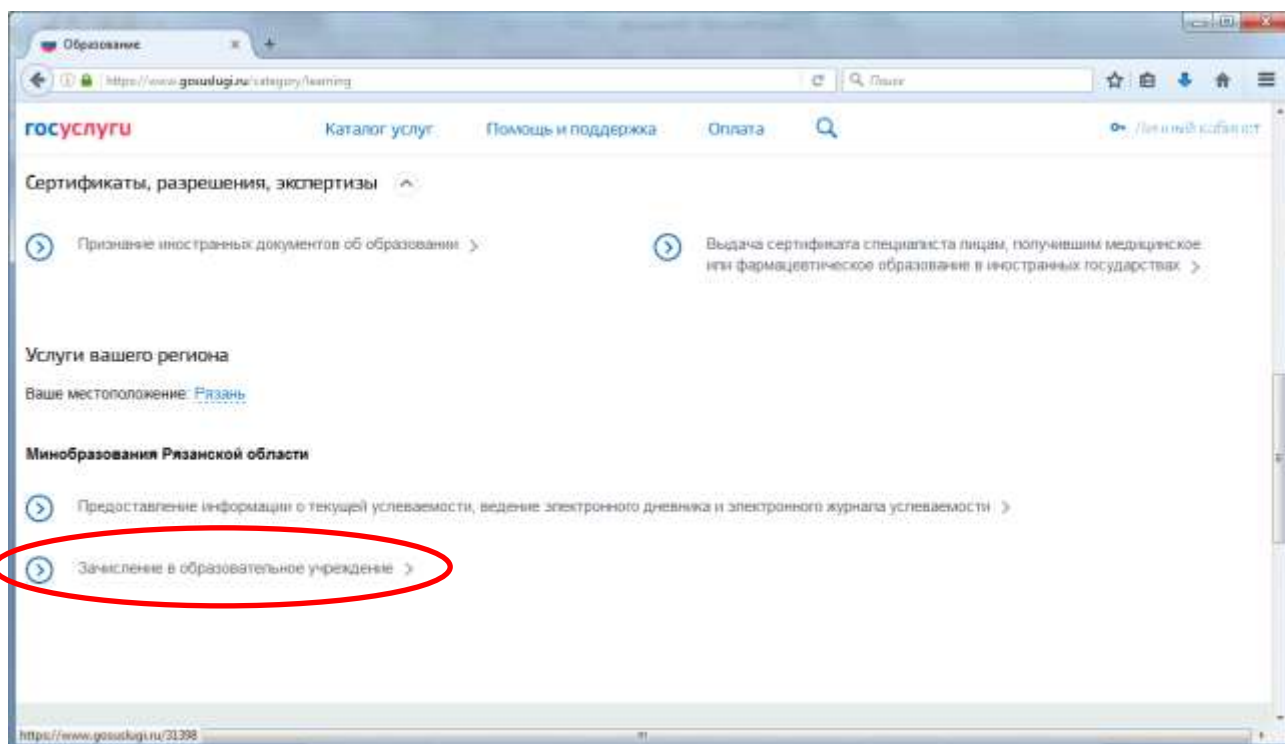 Образование
https://www.gosuslugi.ru/category/learning
Поиск
госуслуги
Каталог услуг
Помощь и поддержка
Оплата
Личный кабинет
Сертификаты, разрешения, экспертизы
Признание иностранных документов об образовании
Выдача сертификата специалиста лицам, получившим медицинское
или фармацевтическое образование в иностранных государствах
Услуги вашего региона
Ваше местоположение: Рязань
Минобразования Рязанской области
Предоставление информации о текущей успеваемости, ведение электронного дневника и электронного журнала успеваемости
Зачисление в образовательное учреждение
https://www.gosuslugi.ru/31398